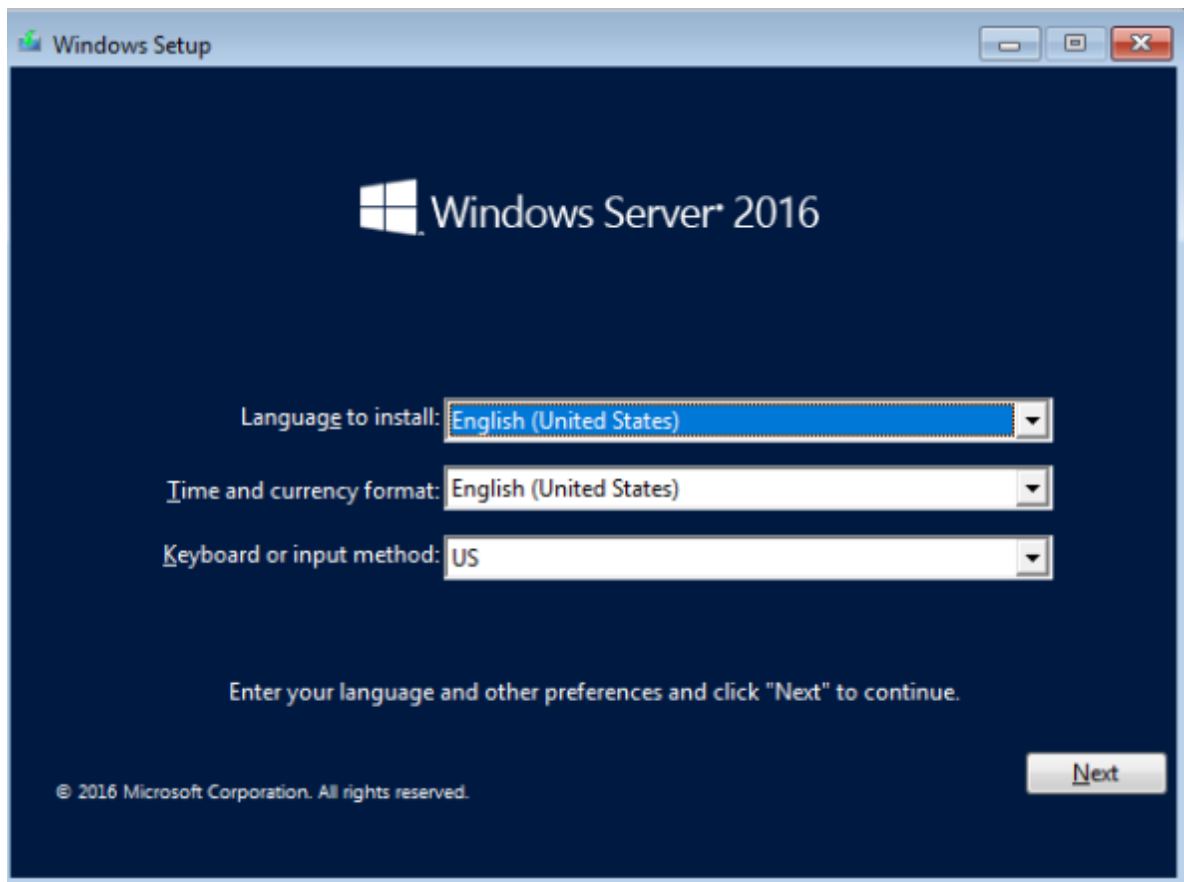 Windows Setup
Windows Server® 2016
Language to install: English (United States)
Time and currency format: English (United States)
Keyboard or input method: US
Enter your language and other preferences and click "Next" to continue.
Next
© 2016 Microsoft Corporation. All rights reserved.